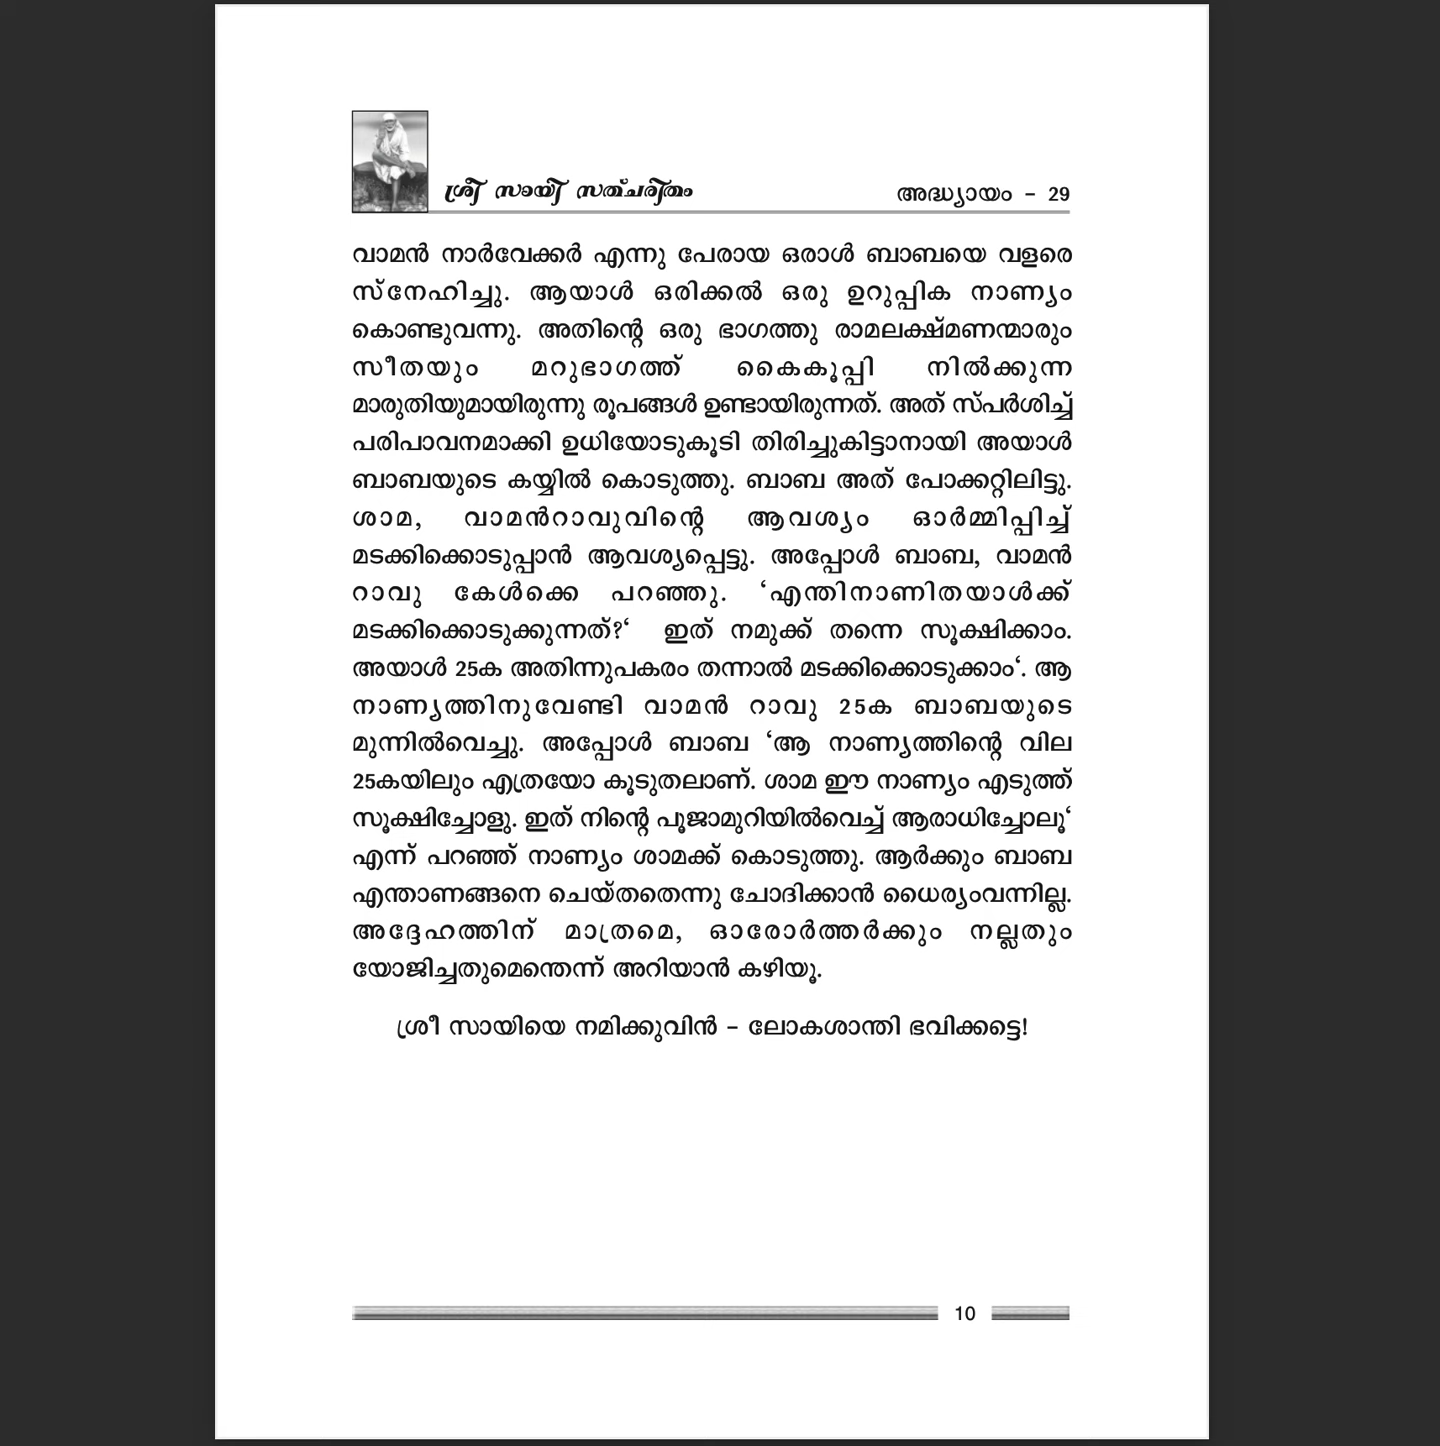 ശ്രീ സായി സത്ചരിതം
അദ്ധ്യായം - 29
വാമൻ നാർവേക്കർ എന്നു പേരായ ഒരാൾ ബാബയെ വളരെ
സ്നേഹിച്ചു. ആയാൾ ഒരിക്കൽ ഒരു ഉറുപ്പിക നാണ്യം
കൊണ്ടുവന്നു. അതിന്റെ ഒരു ഭാഗത്തു രാമലക്ഷ്മണന്മാരും
സീതയും മറുഭാഗത്ത് കൈകൂപ്പി നിൽക്കുന്ന
മാരുതിയുമായിരുന്നു രൂപങ്ങൾ ഉണ്ടായിരുന്നത്. അത് സ്പർശിച്ച്
പരിപാവനമാക്കി ഉധിയോടുകൂടി തിരിച്ചുകിട്ടാനായി അയാൾ
ബാബയുടെ കയ്യിൽ കൊടുത്തു. ബാബ അത് പോക്കറ്റിലിട്ടു.
ശാമ, വാമൻറാവുവിന്റെ ആവശ്യം ഓർമ്മിപ്പിച്ച്
മടക്കിക്കൊടുപ്പാൻ ആവശ്യപ്പെട്ടു. അപ്പോൾ ബാബ, വാമൻ
റാവു കേൾക്കെ പറഞ്ഞു. ‘എന്തിനാണിതയാൾക്ക്
മടക്കിക്കൊടുക്കുന്നത്?‘ ഇത് നമുക്ക് തന്നെ സൂക്ഷിക്കാം.
അയാൾ 25ക അതിന്നുപകരം തന്നാൽ മടക്കിക്കൊടുക്കാം‘. ആ
നാണ്യത്തിനുവേണ്ടി വാമൻ റാവു 25ക ബാബയുടെ
മുന്നിൽവെച്ചു. അപ്പോൾ ബാബ ‘ആ നാണ്യത്തിന്റെ വില
25കയിലും എത്രയോ കൂടുതലാണ്. ശാമ ഈ നാണ്യം എടുത്ത്
സൂക്ഷിച്ചോളു. ഇത് നിന്റെ പൂജാമുറിയിൽവെച്ച് ആരാധിച്ചോലൂ‘
എന്ന് പറഞ്ഞ് നാണ്യം ശാമക്ക് കൊടുത്തു. ആർക്കും ബാബ
എന്താണങ്ങനെ ചെയ്തതെന്നു ചോദിക്കാൻ ധൈര്യംവന്നില്ല.
അദ്ദേഹത്തിന് മാത്രമെ, ഓരോർത്തർക്കും നല്ലതും
യോജിച്ചതുമെന്തെന്ന് അറിയാൻ കഴിയൂ.
ശ്രീ സായിയെ നമിക്കുവിൻ - ലോകശാന്തി ഭവിക്കട്ടെ!
10